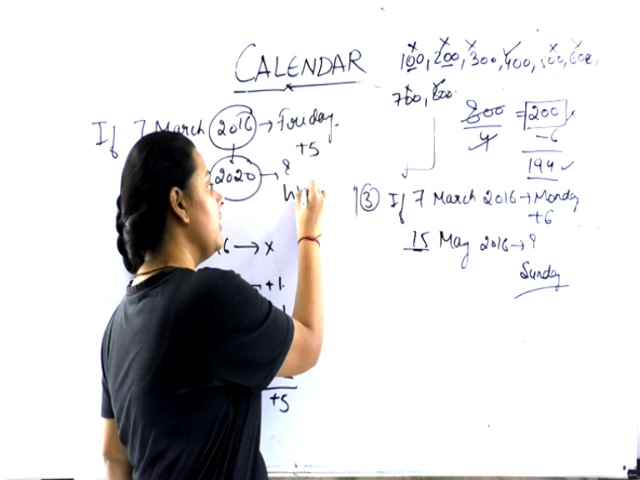 CALENDAR
If 7 March 2016 → Friday.
+5
2020 → ?
16 → x
+1
+5
100, 200, 300, 400, 500, 600,
700, 800
800/4 = 200
-6
194 ✓
③ If 7 March 2016 → Monday
+6
15 May 2016 → ?
Sunday